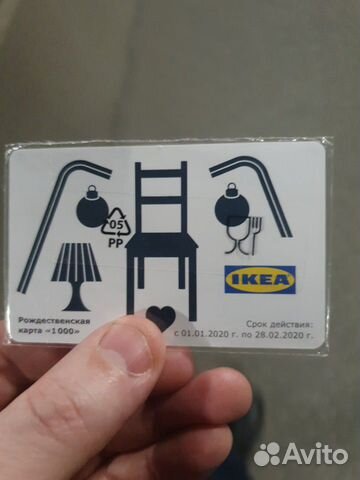 05
PP
IKEA
Рождественская
карта «1000»
Срок действия:
с 01.01.2020 г. по 28.02.2020 г.
Avito